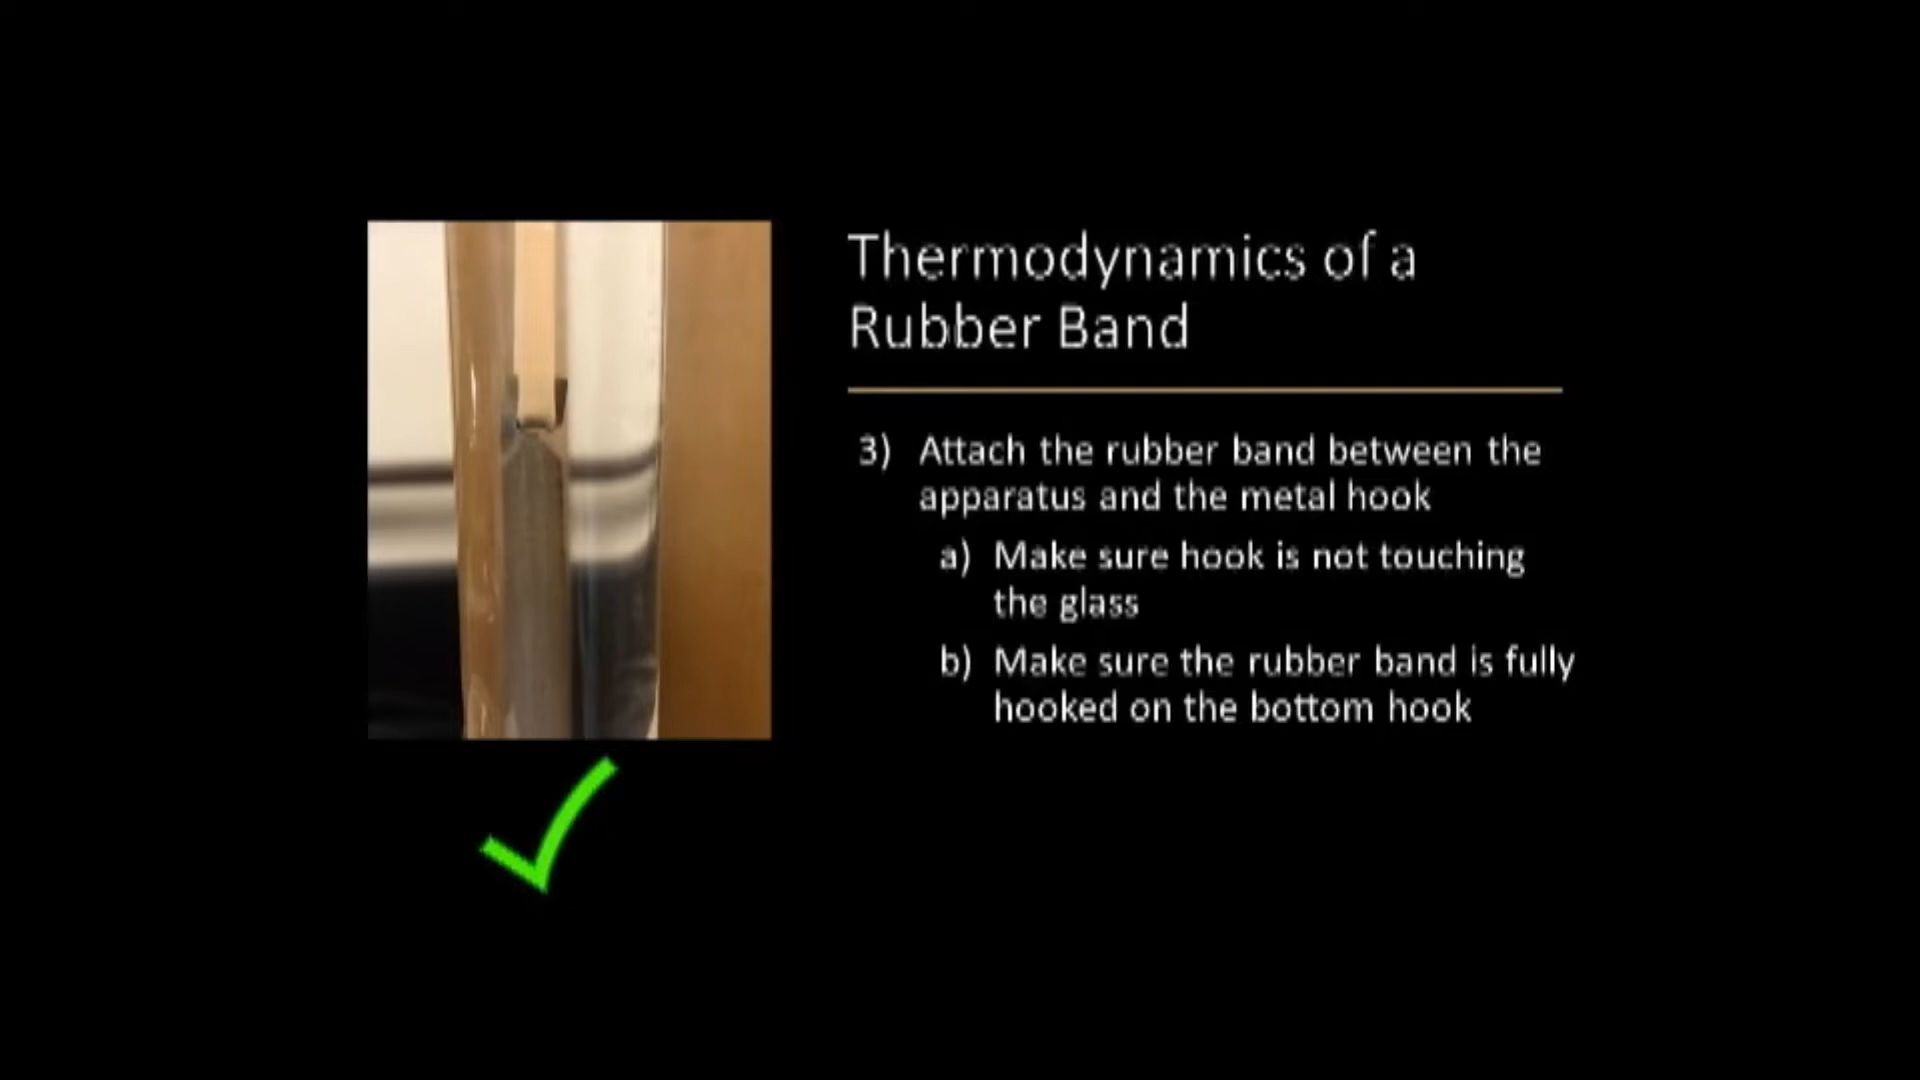 Thermodynamics of a
Rubber Band
3) Attach the rubber band between the
apparatus and the metal hook
a) Make sure hook is not touching
the glass
b) Make sure the rubber band is fully
hooked on the bottom hook